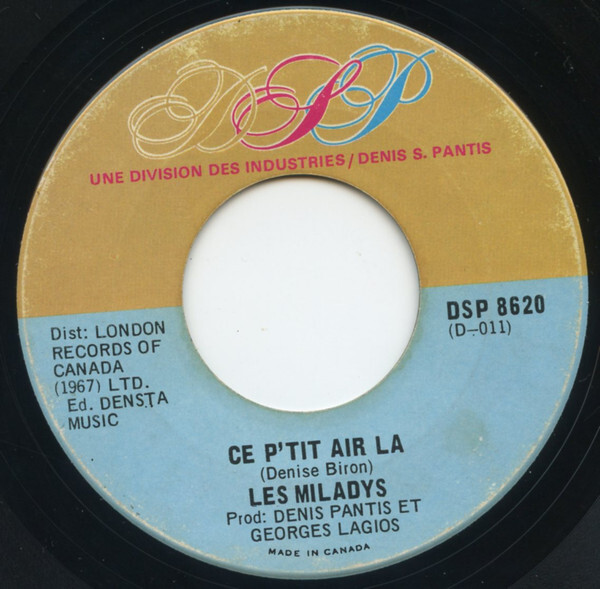 DSP
UNE DIVISION DES INDUSTRIES/DENIS S. PANTIS
DSP 8620
(D-011)
Dist: LONDON
RECORDS OF
CANADA
(1967) LTD.
Ed. DENSTA
MUSIC
CE P'TIT AIR LA
(Denise Biron)
LES MILADYS
Prod: DENIS PANTIS ET
GEORGES LAGIOS
MADE IN CANADA